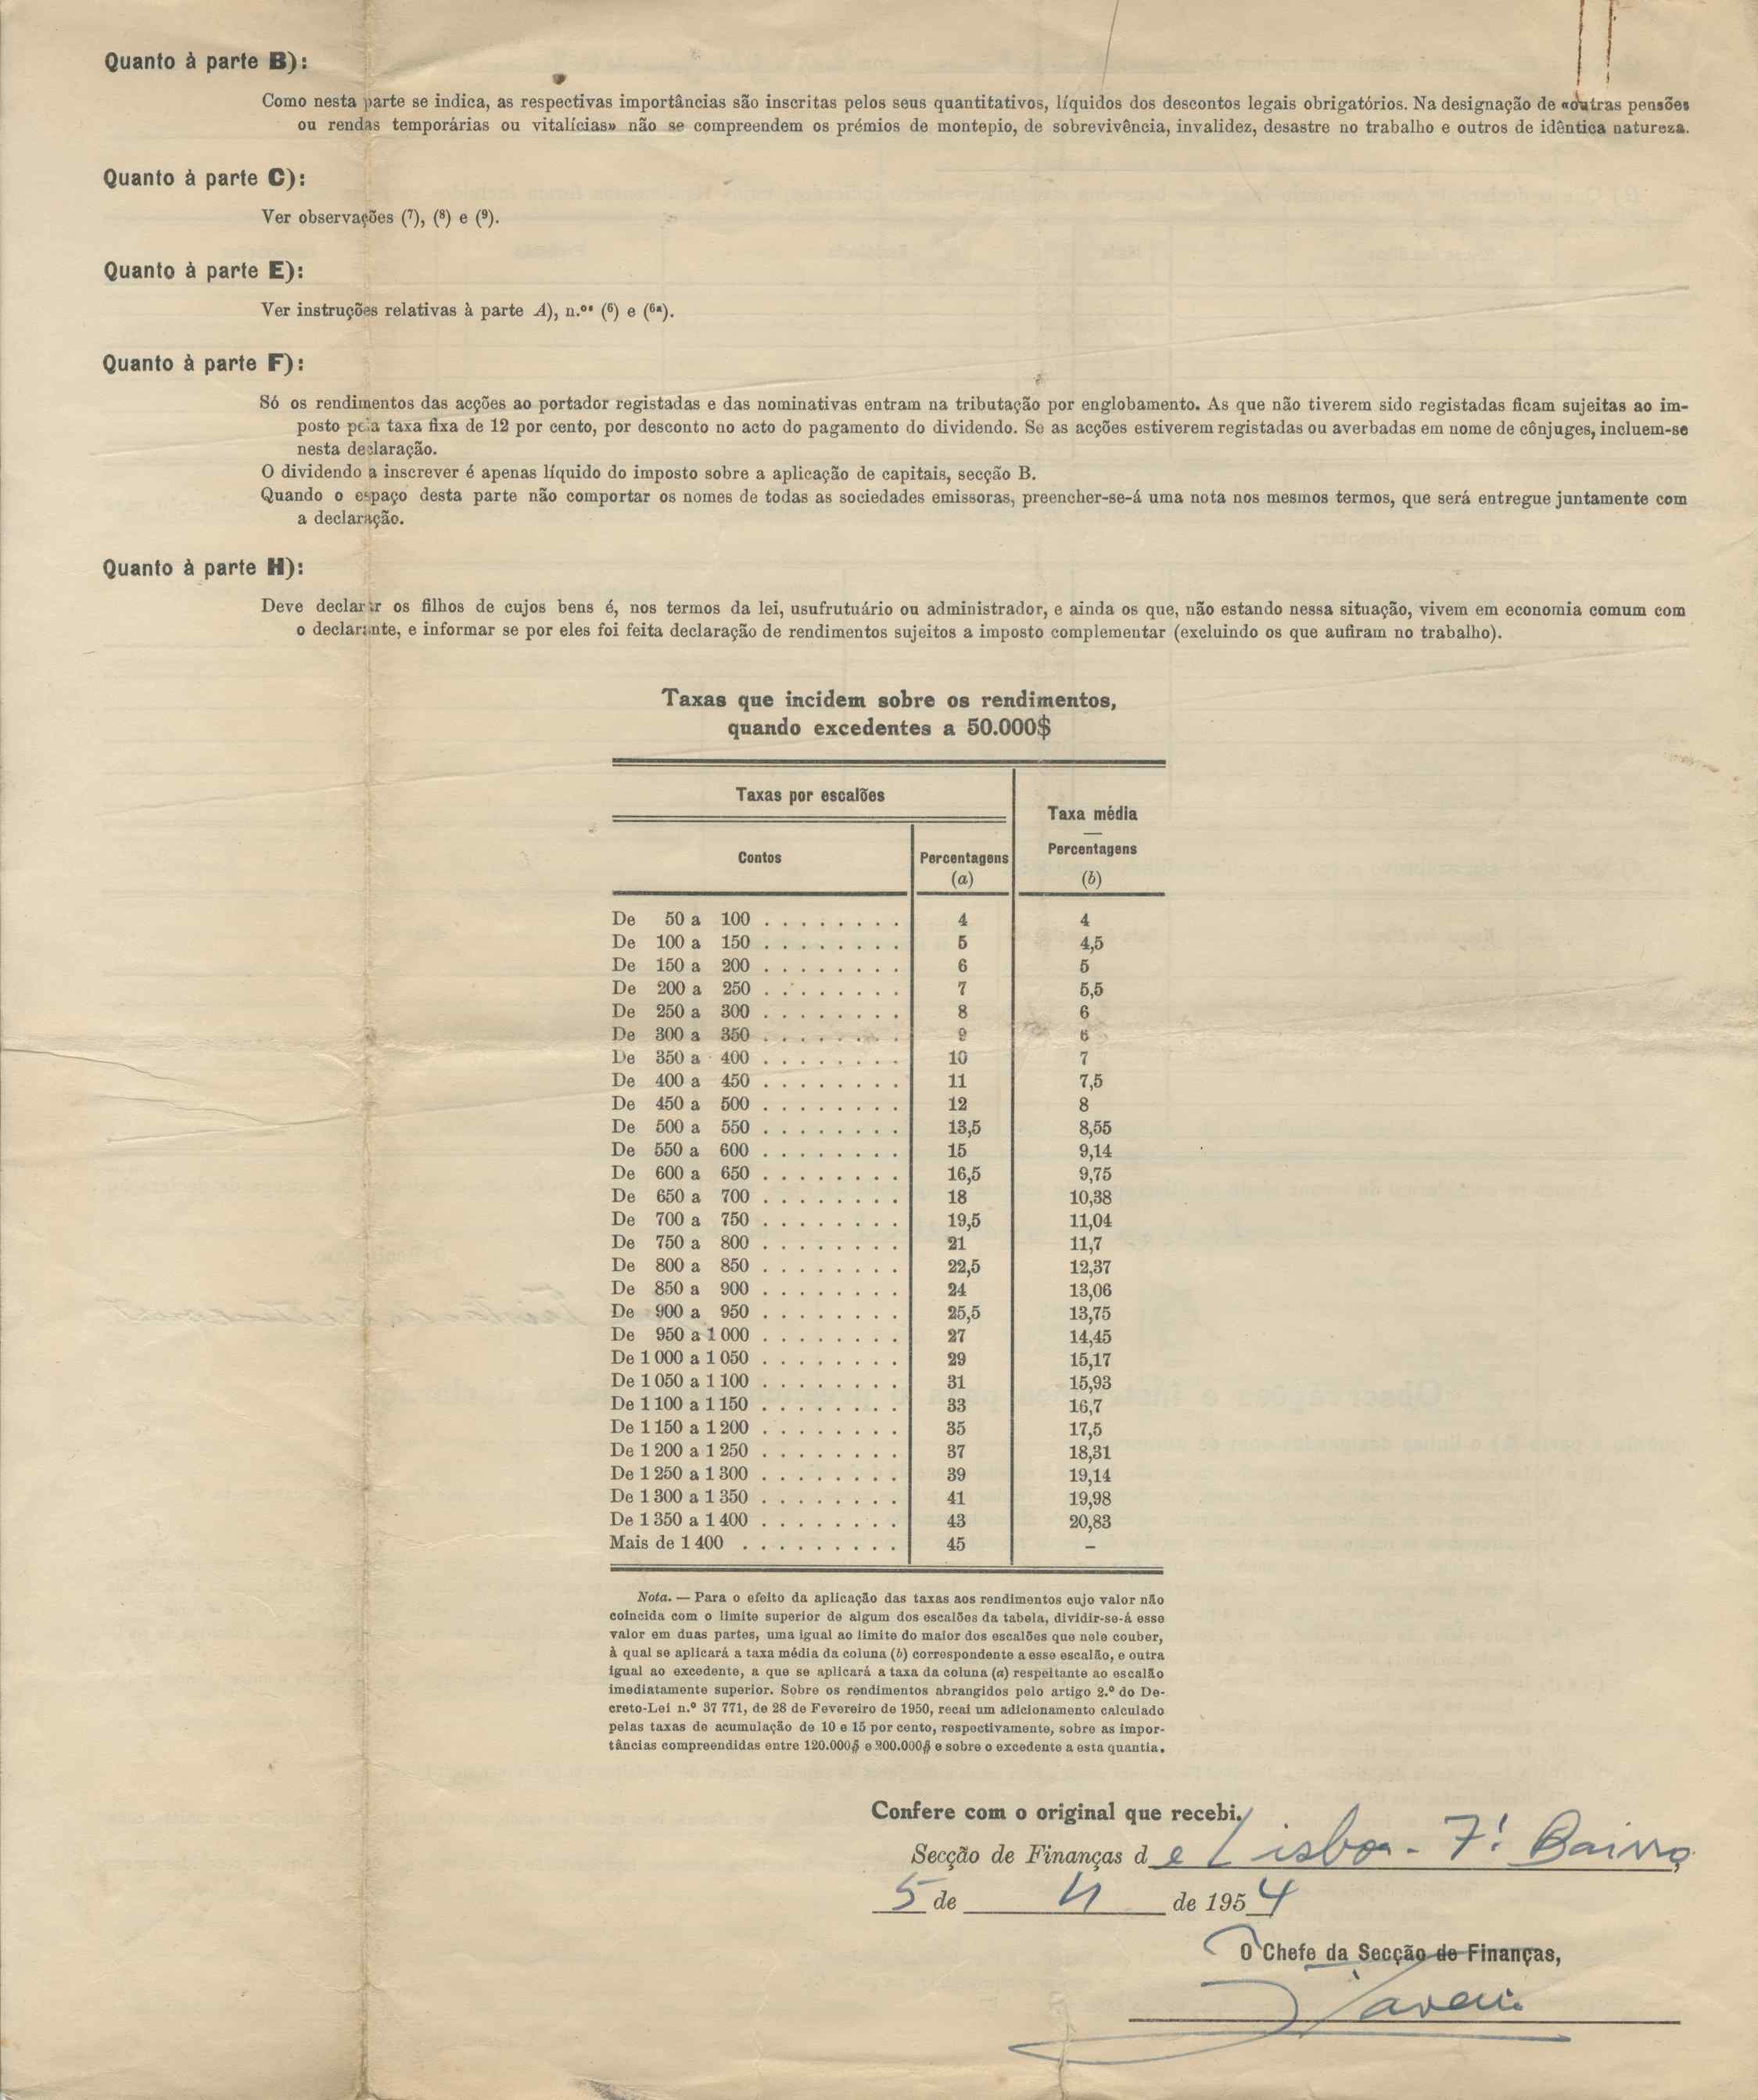 Quanto à parte B):
Como nesta parte se indica, as respectivas importâncias são inscritas pelos seus quantitativos, líquidos dos descontos legais obrigatórios. Na designação de «outras pensões
ou rendas temporárias ou vitalícias» não se compreendem os prémios de montepio, de sobrevivência, invalidez, desastre no trabalho e outros de idêntica natureza.
Quanto à parte C):
Ver observações (⁷), (⁸) e (⁹).
Quanto à parte E):
Ver instruções relativas à parte A), n.ᵒˢ (⁶) e (⁶ᵃ).
Quanto à parte F):
Só os rendimentos das acções ao portador registadas e das nominativas entram na tributação por englobamento. As que não tiverem sido registadas ficam sujeitas ao im-
posto pela taxa fixa de 12 por cento, por desconto no acto do pagamento do dividendo. Se as acções estiverem registadas ou averbadas em nome de cônjuges, incluem-se
nesta declaração.
O dividendo a inscrever é apenas líquido do imposto sobre a aplicação de capitais, secção B.
Quando o espaço desta parte não comportar os nomes de todas as sociedades emissoras, preencher-se-á uma nota nos mesmos termos, que será entregue juntamente com
a declaração.
Quanto à parte H):
Deve declarar os filhos de cujos bens é, nos termos da lei, usufrutuário ou administrador, e ainda os que, não estando nessa situação, vivem em economia comum com
o declarante, e informar se por eles foi feita declaração de rendimentos sujeitos a imposto complementar (excluindo os que aufiram no trabalho).
Taxas que incidem sobre os rendimentos,
quando excedentes a 50.000$
Taxas por escalões
Taxa média
Contos Percentagens Percentagens
(a) (b)
De 50 a 100 . . . . . . . . 4 4
De 100 a 150 . . . . . . . . 5 4,5
De 150 a 200 . . . . . . . . 6 5
De 200 a 250 . . . . . . . . 7 5,5
De 250 a 300 . . . . . . . . 8 6
De 300 a 350 . . . . . . . . 9 6
De 350 a 400 . . . . . . . . 10 7
De 400 a 450 . . . . . . . . 11 7,5
De 450 a 500 . . . . . . . . 12 8
De 500 a 550 . . . . . . . . 13,5 8,55
De 550 a 600 . . . . . . . . 15 9,14
De 600 a 650 . . . . . . . . 16,5 9,75
De 650 a 700 . . . . . . . . 18 10,38
De 700 a 750 . . . . . . . . 19,5 11,04
De 750 a 800 . . . . . . . . 21 11,7
De 800 a 850 . . . . . . . . 22,5 12,37
De 850 a 900 . . . . . . . . 24 13,06
De 900 a 950 . . . . . . . . 25,5 13,75
De 950 a 1 000 . . . . . . . . 27 14,45
De 1 000 a 1 050 . . . . . . . . 29 15,17
De 1 050 a 1 100 . . . . . . . . 31 15,93
De 1 100 a 1 150 . . . . . . . . 33 16,7
De 1 150 a 1 200 . . . . . . . . 35 17,5
De 1 200 a 1 250 . . . . . . . . 37 18,31
De 1 250 a 1 300 . . . . . . . . 39 19,14
De 1 300 a 1 350 . . . . . . . . 41 19,98
De 1 350 a 1 400 . . . . . . . . 43 20,83
Mais de 1 400 . . . . . . . . . 45 –
Nota. — Para o efeito da aplicação das taxas aos rendimentos cujo valor não
coincida com o limite superior de algum dos escalões da tabela, dividir-se-á esse
valor em duas partes, uma igual ao limite do maior dos escalões que nele couber,
à qual se aplicará a taxa média da coluna (b) correspondente a esse escalão, e outra
igual ao excedente, a que se aplicará a taxa da coluna (a) respeitante ao escalão
imediatamente superior. Sobre os rendimentos abrangidos pelo artigo 2.º do De-
creto-Lei n.º 37 771, de 28 de Fevereiro de 1950, recai um adicionamento calculado
pelas taxas de acumulação de 10 e 15 por cento, respectivamente, sobre as impor-
tâncias compreendidas entre 120.000$ e 200.000$ e sobre o excedente a esta quantia.
Confere com o original que recebi.
Secção de Finanças de Lisboa - 7º Bairro
5 de 4 de 1954
O Chefe da Secção de Finanças,